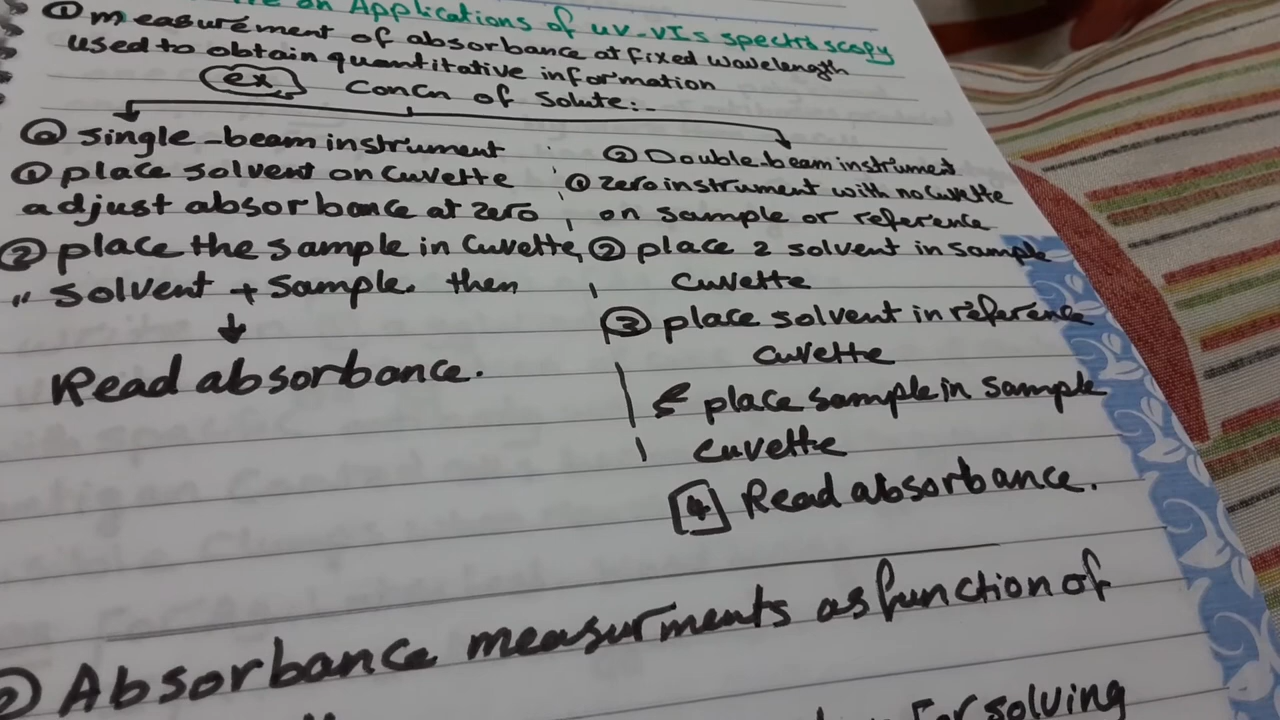 on Applications of UV-VIs spectroscopy
① measurement of absorbance at fixed wavelength
used to obtain quantitative information
ex Concn of Solute:-
ⓐ single-beam instrument
① place solvent on Cuvette
adjust absorbance at zero
② place the sample in Cuvette,
" solvent + sample. then
↓
Read absorbance.
② Double-beam instrument
① zero instrument with no Cuvette
on sample or reference
② place 2 solvent in sample
Cuvette
③ place solvent in reference
cuvette
& place sample in sample
cuvette
4 Read absorbance.
② Absorbance measurments as function of
For solving